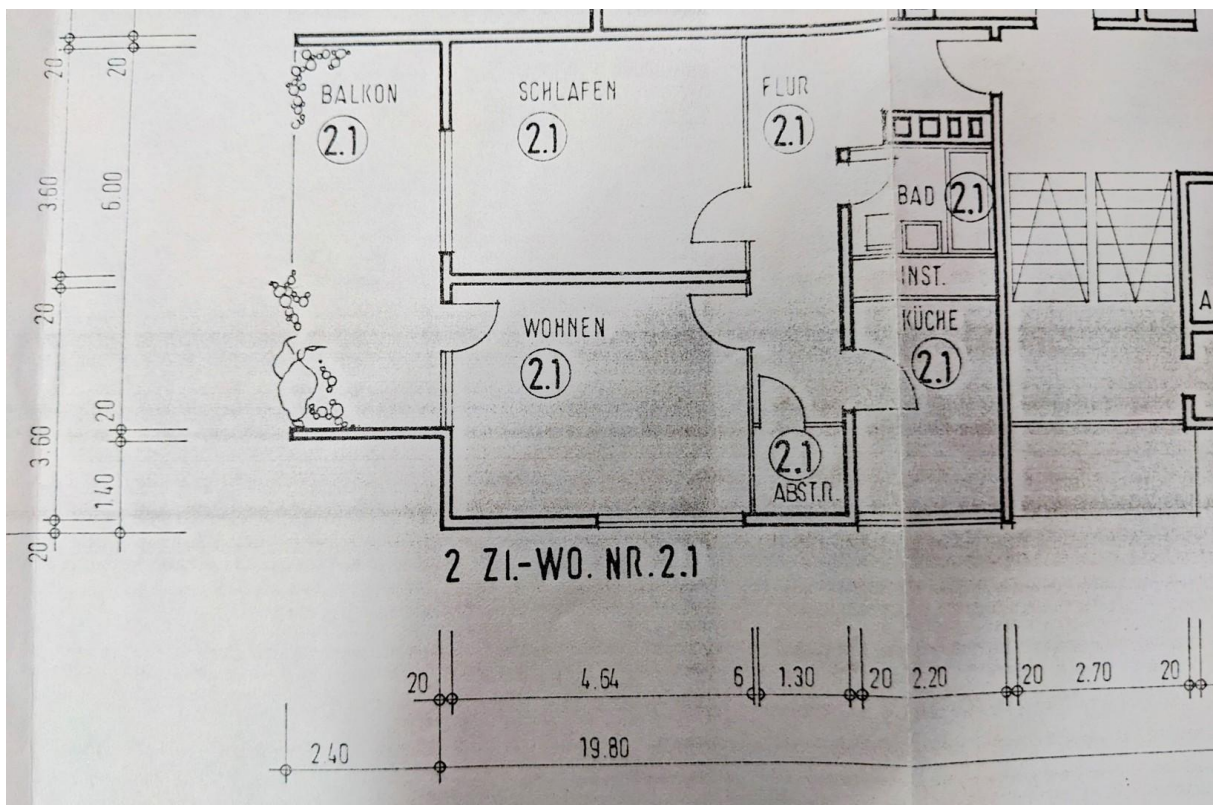 BALKON
2.1
SCHLAFEN
2.1
FLUR
2.1
BAD 2.1
INST.
WOHNEN
2.1
KÜCHE
2.1
2.1
ABST.R.
A
2 ZI.-WO. NR. 2.1
20
20
3.60
6.00
20
20
3.60
1.40
20
20 4.64 6 1.30 20 2.20 20 2.70 20
2.40 19.80